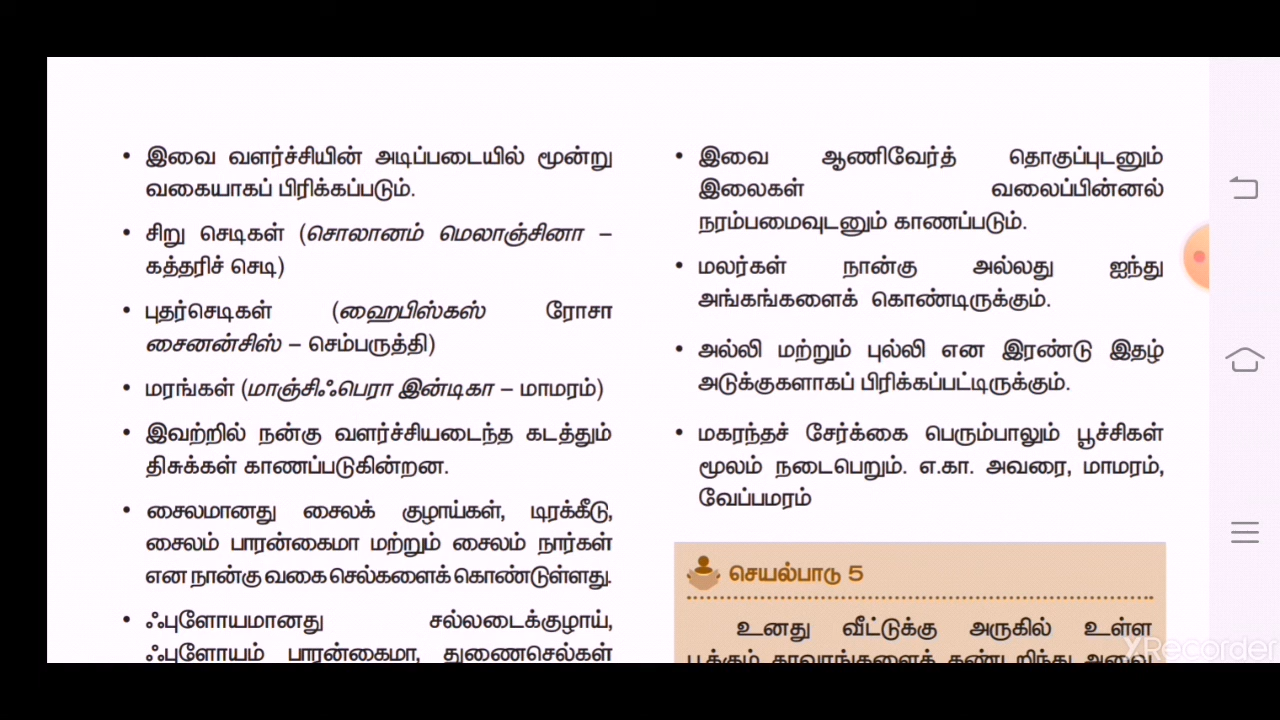 • இவை வளர்ச்சியின் அடிப்படையில் மூன்று
வகையாகப் பிரிக்கப்படும்.
• சிறு செடிகள் (சொலானம் மெலாஞ்சினா –
கத்தரிச் செடி)
• புதர்செடிகள் (ஹைபிஸ்கஸ் ரோசா
சைனன்சிஸ் – செம்பருத்தி)
• மரங்கள் (மாஞ்சிஃபெரா இன்டிகா – மாமரம்)
• இவற்றில் நன்கு வளர்ச்சியடைந்த கடத்தும்
திசுக்கள் காணப்படுகின்றன.
• சைலமானது சைலக் குழாய்கள், டிரக்கீடு,
சைலம் பாரன்கைமா மற்றும் சைலம் நார்கள்
என நான்கு வகை செல்களைக் கொண்டுள்ளது.
• ஃபுளோயமானது சல்லடைக்குழாய்,
ஃபுளோயம் பாரன்கைமா, துணைசெல்கள்
• இவை ஆணிவேர்த் தொகுப்புடனும்
இலைகள் வலைப்பின்னல்
நரம்பமைவுடனும் காணப்படும்.
• மலர்கள் நான்கு அல்லது ஐந்து
அங்கங்களைக் கொண்டிருக்கும்.
• அல்லி மற்றும் புல்லி என இரண்டு இதழ்
அடுக்குகளாகப் பிரிக்கப்பட்டிருக்கும்.
• மகரந்தச் சேர்க்கை பெரும்பாலும் பூச்சிகள்
மூலம் நடைபெறும். எ.கா. அவரை, மாமரம்,
வேப்பமரம்
செயல்பாடு 5
உனது வீட்டுக்கு அருகில் உள்ள
பூக்கும் தாவரங்களைக் கண்டறிந்து அவை
XRecorder